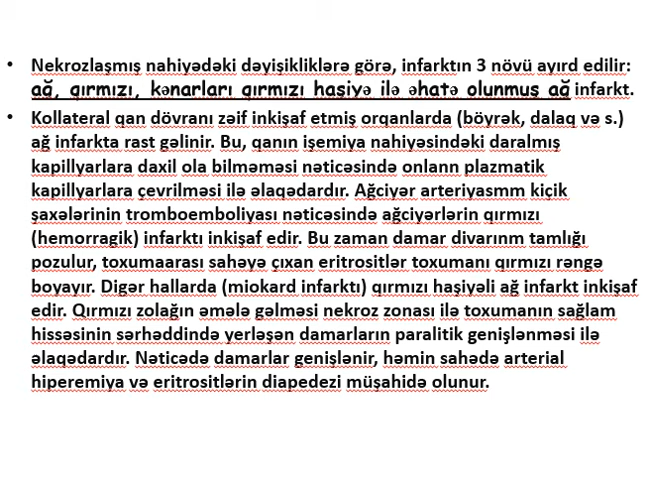 • Nekrozlaşmış nahiyədəki dəyişikliklərə görə, infarktın 3 növü ayırd edilir:
ağ, qırmızı, kənarları qırmızı haşiyə ilə əhatə olunmuş ağ infarkt.
• Kollateral qan dövranı zəif inkişaf etmiş orqanlarda (böyrək, dalaq və s.)
ağ infarkta rast gəlinir. Bu, qanın işemiya nahiyəsindəki daralmış
kapillyarlara daxil ola bilməməsi nəticəsində onlann plazmatik
kapillyarlara çevrilməsi ilə əlaqədardır. Ağciyər arteriyasmm kiçik
şaxələrinin tromboemboliyası nəticəsində ağciyərlərin qırmızı
(hemorragik) infarktı inkişaf edir. Bu zaman damar divarınm tamlığı
pozulur, toxumaarası sahəyə çıxan eritrositlər toxumanı qırmızı rəngə
boyayır. Digər hallarda (miokard infarktı) qırmızı haşiyəli ağ infarkt inkişaf
edir. Qırmızı zolağın əmələ gəlməsi nekroz zonası ilə toxumanın sağlam
hissəsinin sərhəddində yerləşən damarların paralitik genişlənməsi ilə
əlaqədardır. Nəticədə damarlar genişlənir, həmin sahədə arterial
hiperemiya və eritrositlərin diapedezi müşahidə olunur.